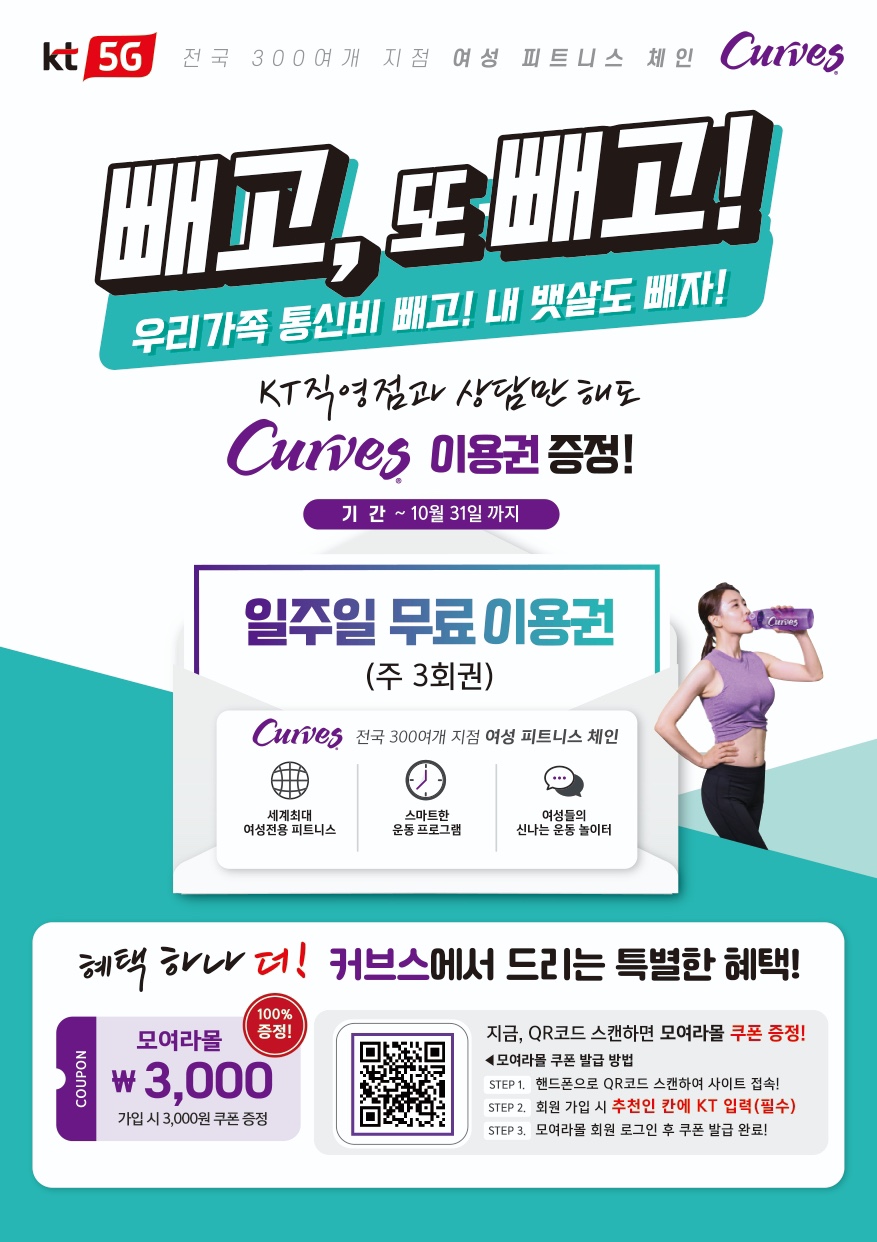 kt 5G 전국 300여개 지점 여성 피트니스 체인 Curves
빼고, 또 빼고!
우리가족 통신비 빼고! 내 뱃살도 빼자!
KT직영점과 상담만 해도
Curves 이용권 증정!
기 간 ~ 10월 31일 까지
일주일 무료 이용권
(주 3회권)
Curves
Curves 전국 300여개 지점 여성 피트니스 체인
세계최대
여성전용 피트니스
스마트한
운동 프로그램
여성들의
신나는 운동 놀이터
혜택 하나 더! 커브스에서 드리는 특별한 혜택!
COUPON
모여라몰
₩ 3,000
가입 시 3,000원 쿠폰 증정
100%
증정!
지금, QR코드 스캔하면 모여라몰 쿠폰 증정!
◀모여라몰 쿠폰 발급 방법
STEP 1. 핸드폰으로 QR코드 스캔하여 사이트 접속!
STEP 2. 회원 가입 시 추천인 칸에 KT 입력(필수)
STEP 3. 모여라몰 회원 로그인 후 쿠폰 발급 완료!